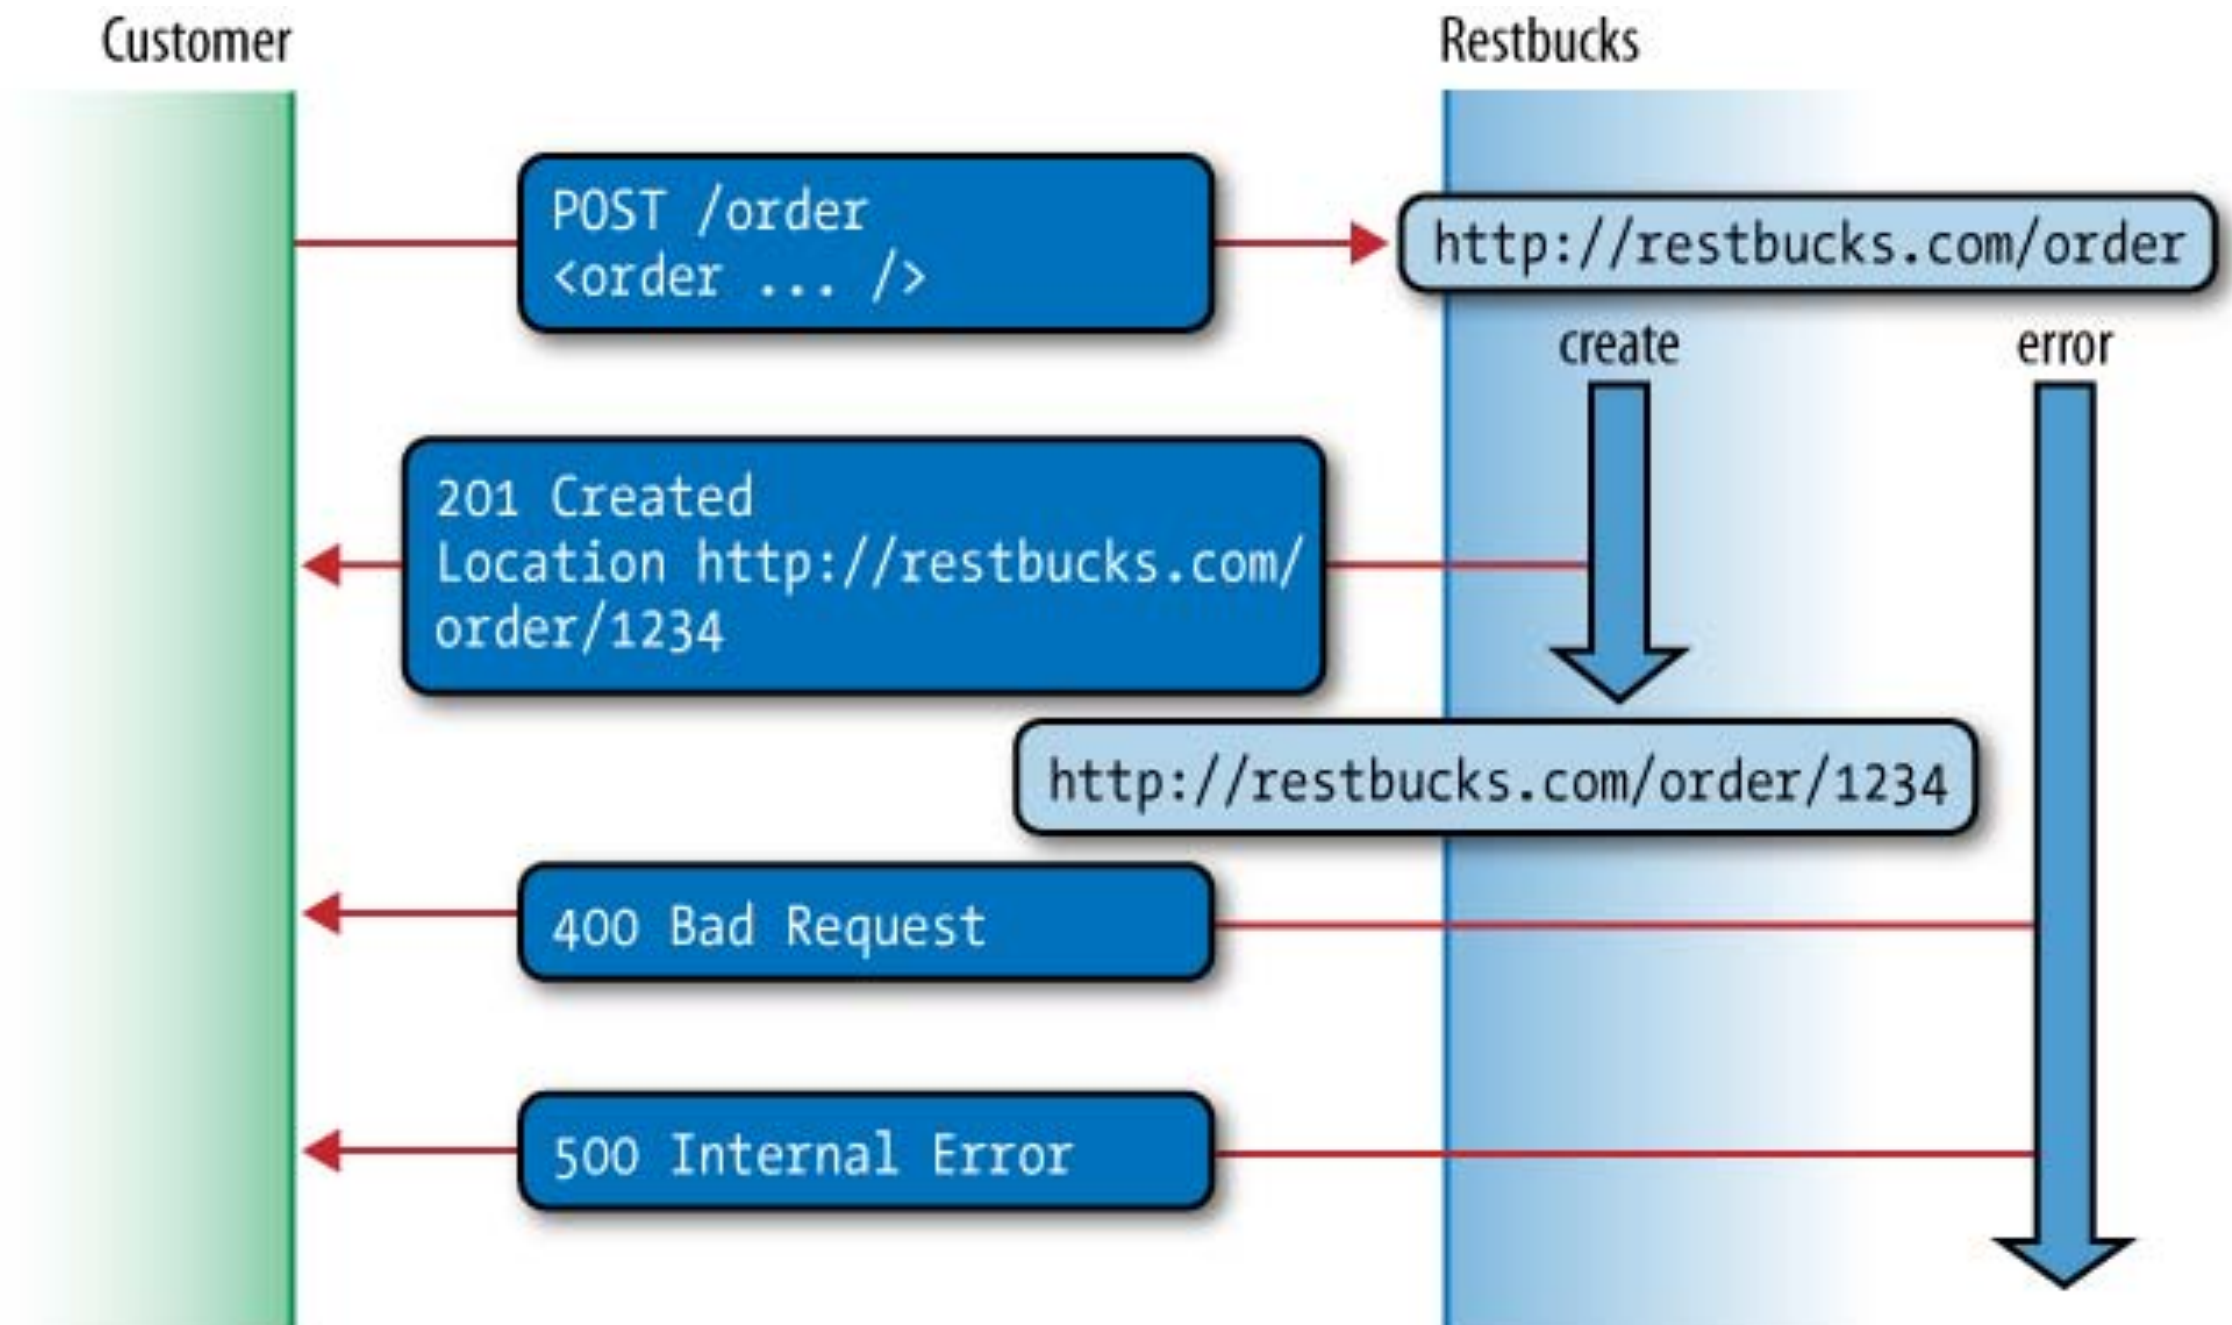 Customer
Restbucks
POST /order
<order ... />
http://restbucks.com/order
create
error
201 Created
Location http://restbucks.com/
order/1234
http://restbucks.com/order/1234
400 Bad Request
500 Internal Error